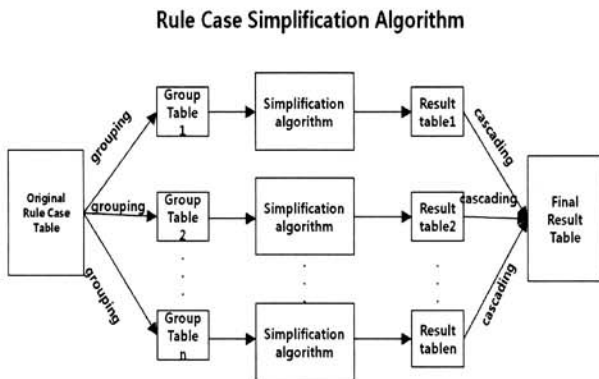 Rule Case Simplification Algorithm
Original
Rule Case
Table
grouping
grouping
grouping
Group
Table
1
Simplification
algorithm
Result
table1
cascading
Group
Table
2
Simplification
algorithm
Result
table2
cascading
Group
Table
n
Simplification
algorithm
Result
tablen
cascading
Final
Result
Table